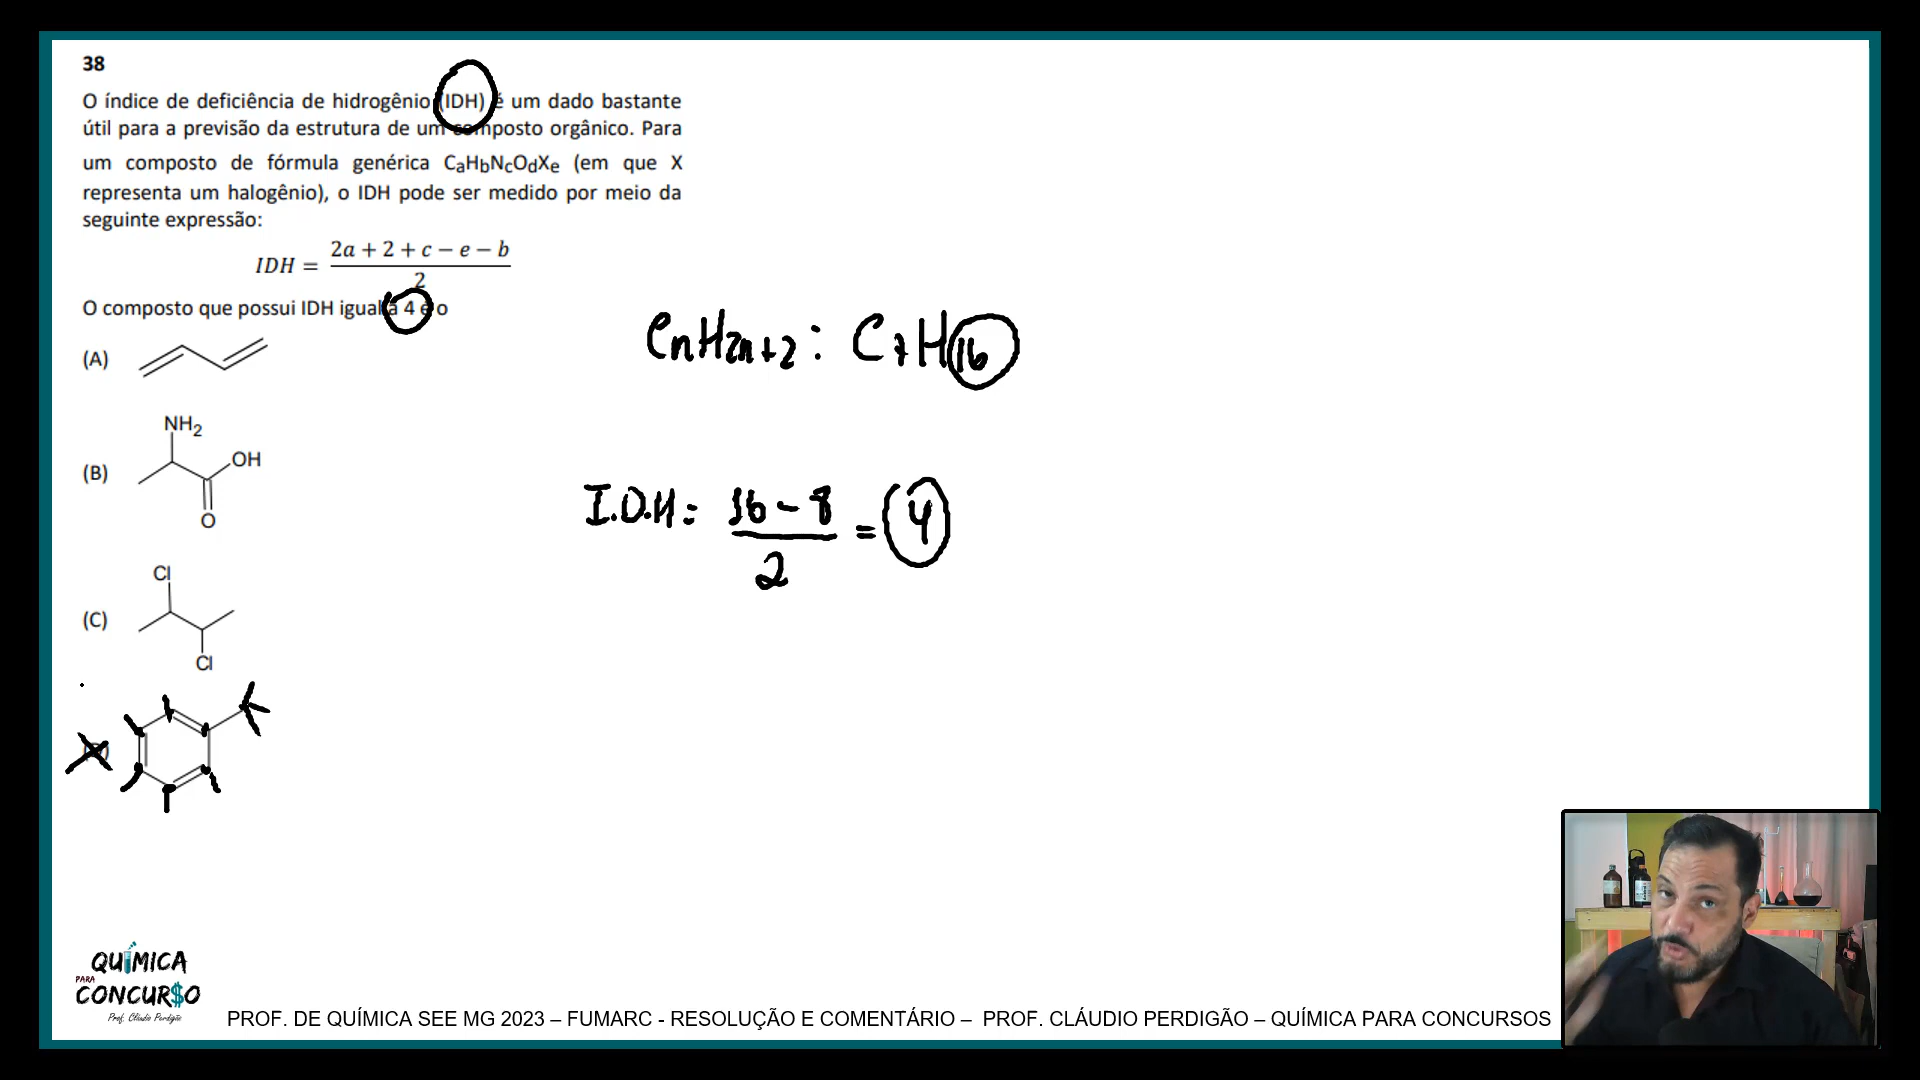 38
O índice de deficiência de hidrogênio (IDH) é um dado bastante
útil para a previsão da estrutura de um composto orgânico. Para
um composto de fórmula genérica CaHbNcOdXe (em que X
representa um halogênio), o IDH pode ser medido por meio da
seguinte expressão:
IDH = (2a + 2 + c − e − b) / 2
O composto que possui IDH igual a 4 é o
CnH2n+2 : C7H16
(A)
NH2
(B) OH
O
I.D.H = (16 - 8) / 2 = 4
Cl
(C)
Cl
QUÍMICA
PARA
CONCUR$O
Prof. Cláudio Perdigão
PROF. DE QUÍMICA SEE MG 2023 – FUMARC - RESOLUÇÃO E COMENTÁRIO – PROF. CLÁUDIO PERDIGÃO – QUÍMICA PARA CONCURSOS